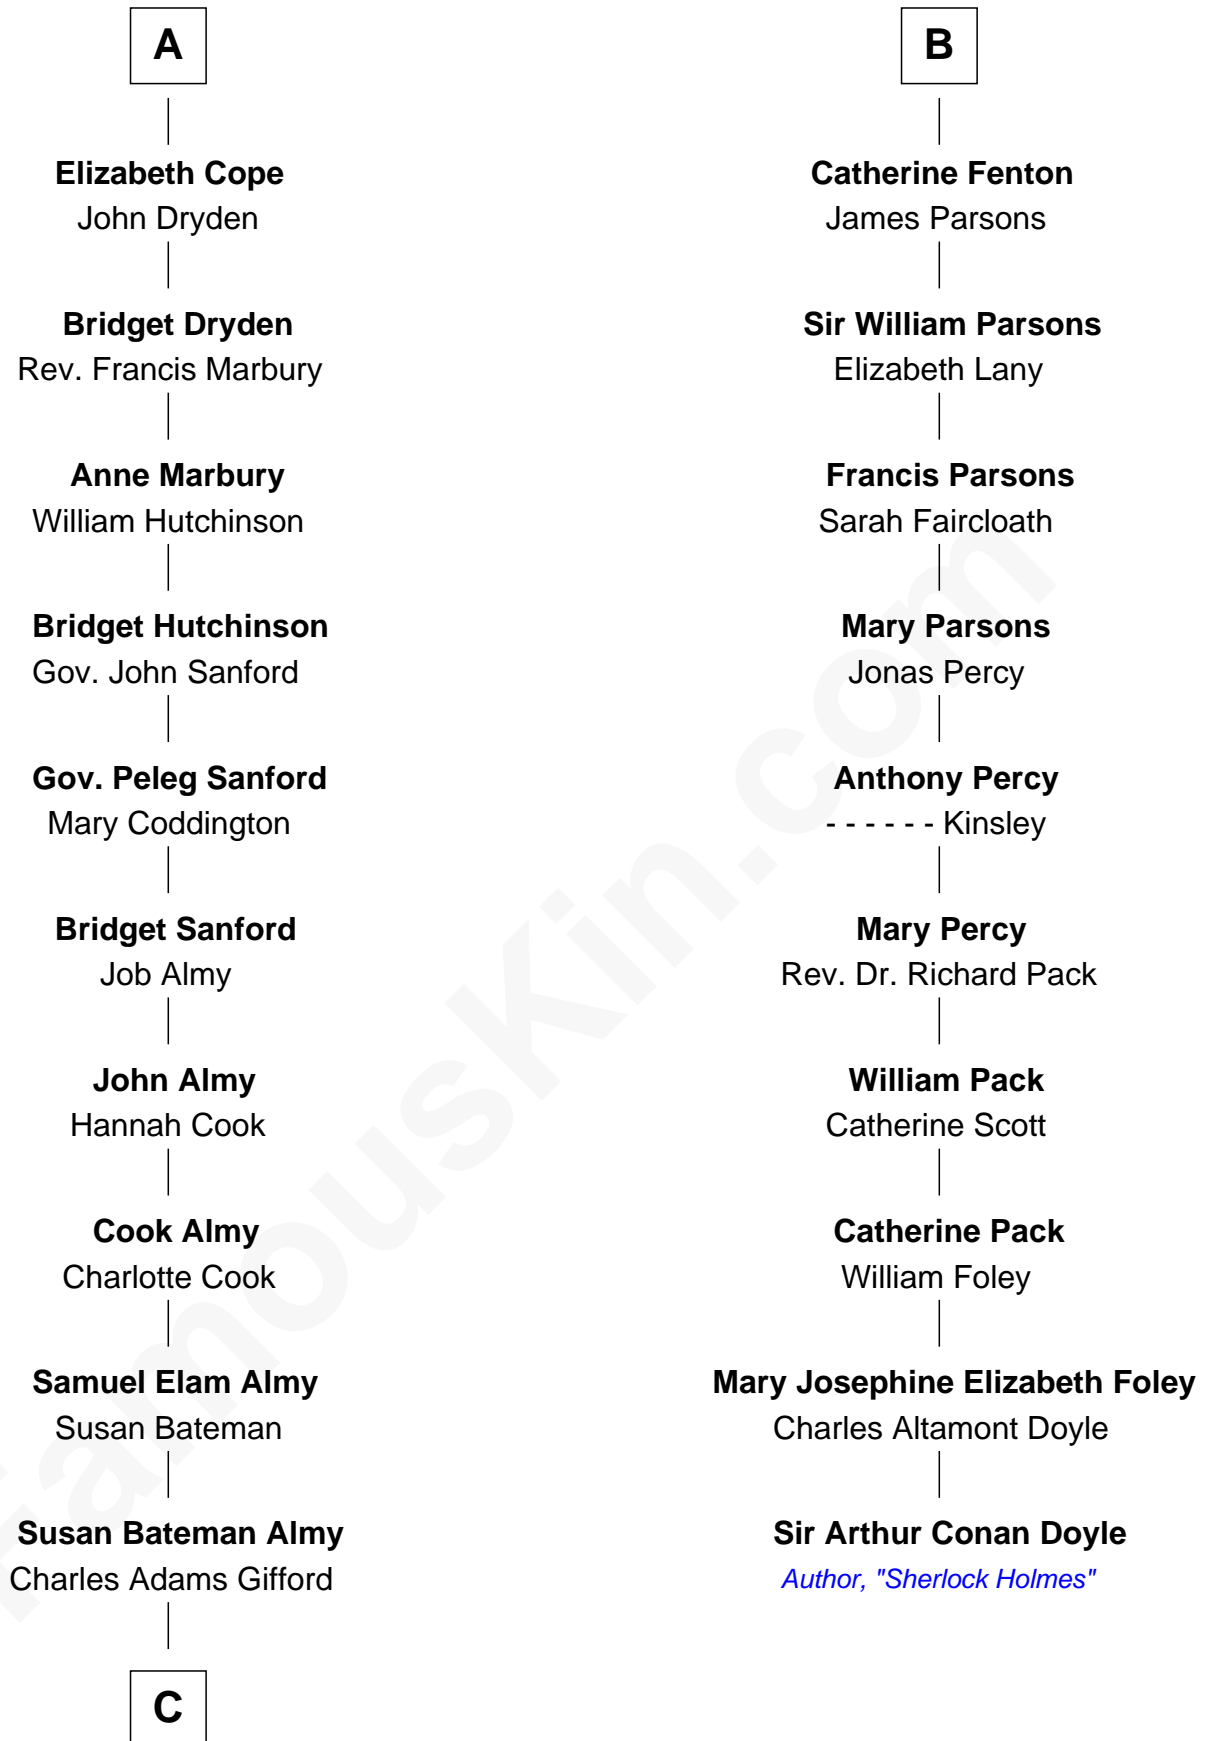 A
Elizabeth Cope
John Dryden
Bridget Dryden
Rev. Francis Marbury
Anne Marbury
William Hutchinson
Bridget Hutchinson
Gov. John Sanford
Gov. Peleg Sanford
Mary Coddington
Bridget Sanford
Job Almy
John Almy
Hannah Cook
Cook Almy
Charlotte Cook
Samuel Elam Almy
Susan Bateman
Susan Bateman Almy
Charles Adams Gifford
C
B
Catherine Fenton
James Parsons
Sir William Parsons
Elizabeth Lany
Francis Parsons
Sarah Faircloath
Mary Parsons
Jonas Percy
Anthony Percy
- - - - - - Kinsley
Mary Percy
Rev. Dr. Richard Pack
William Pack
Catherine Scott
Catherine Pack
William Foley
Mary Josephine Elizabeth Foley
Charles Altamont Doyle
Sir Arthur Conan Doyle
Author, "Sherlock Holmes"
FamousKin.com